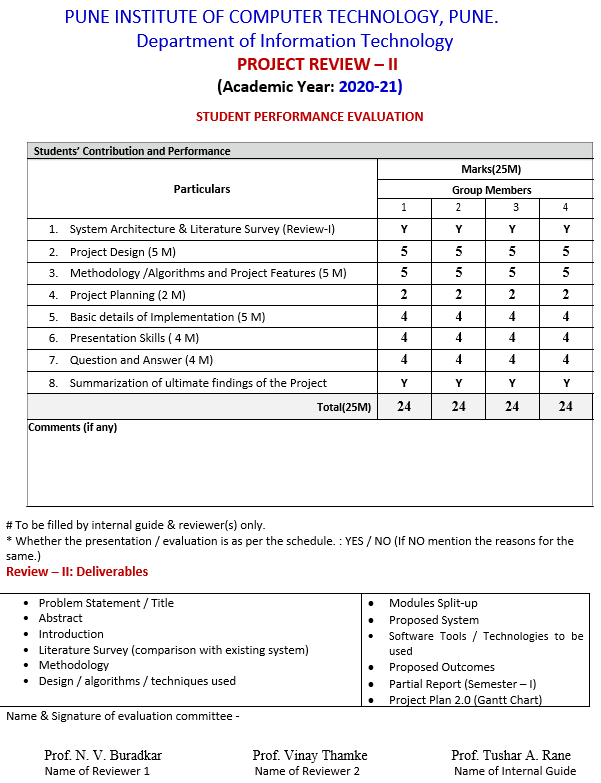 PUNE INSTITUTE OF COMPUTER TECHNOLOGY, PUNE.
Department of Information Technology
PROJECT REVIEW – II
(Academic Year: 2020-21)
STUDENT PERFORMANCE EVALUATION
Students’ Contribution and Performance
Particulars
Marks(25M)
Group Members
1 2 3 4
1. System Architecture & Literature Survey (Review-I) Y Y Y Y
2. Project Design (5 M) 5 5 5 5
3. Methodology /Algorithms and Project Features (5 M) 5 5 5 5
4. Project Planning (2 M) 2 2 2 2
5. Basic details of Implementation (5 M) 4 4 4 4
6. Presentation Skills ( 4 M) 4 4 4 4
7. Question and Answer (4 M) 4 4 4 4
8. Summarization of ultimate findings of the Project Y Y Y Y
Total(25M) 24 24 24 24
Comments (if any)
# To be filled by internal guide & reviewer(s) only.
* Whether the presentation / evaluation is as per the schedule. : YES / NO (If NO mention the reasons for the
same.)
Review – II: Deliverables
• Problem Statement / Title
• Abstract
• Introduction
• Literature Survey (comparison with existing system)
• Methodology
• Design / algorithms / techniques used
• Modules Split-up
• Proposed System
• Software Tools / Technologies to be
used
• Proposed Outcomes
• Partial Report (Semester – I)
• Project Plan 2.0 (Gantt Chart)
Name & Signature of evaluation committee -
Prof. N. V. Buradkar Prof. Vinay Thamke Prof. Tushar A. Rane
Name of Reviewer 1 Name of Reviewer 2 Name of Internal Guide